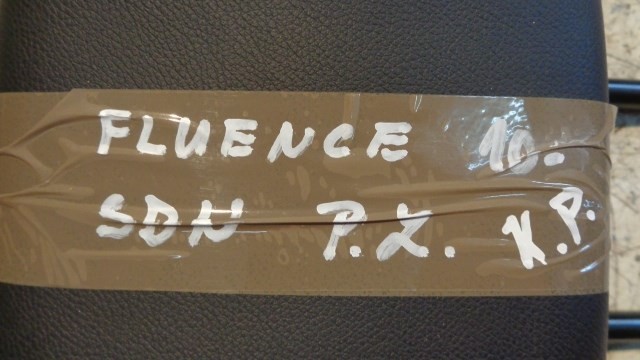 FLUENCE 10.
SDN P.L. K.P.